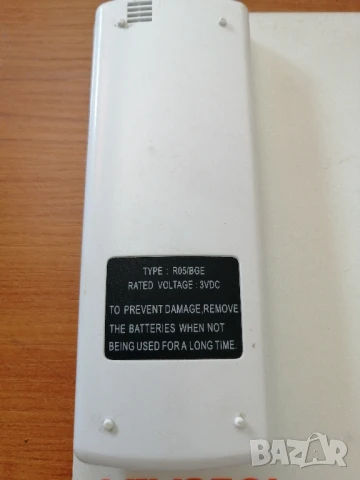 TYPE : R05/BGE
RATED VOLTAGE : 3VDC
TO PREVENT DAMAGE,REMOVE
THE BATTERIES WHEN NOT
BEING USED FOR A LONG TIME.
BAZAR